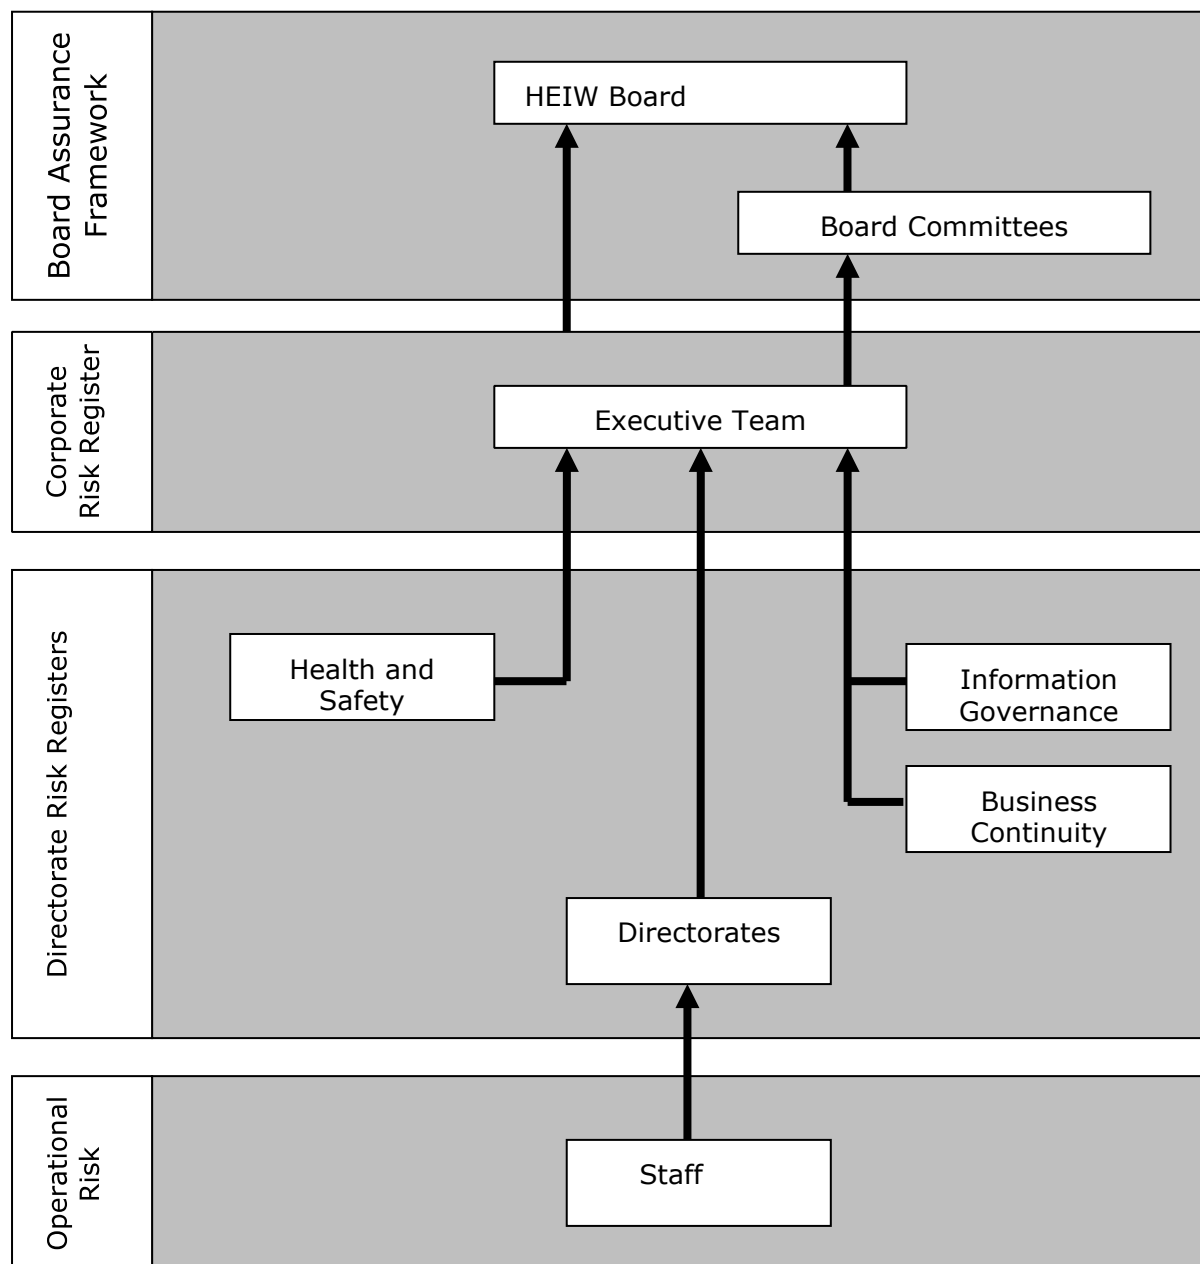 Board Assurance
Framework
HEIW Board
Board Committees
Corporate
Risk Register
Executive Team
Directorate Risk Registers
Health and
Safety
Information
Governance
Business
Continuity
Directorates
Operational
Risk
Staff